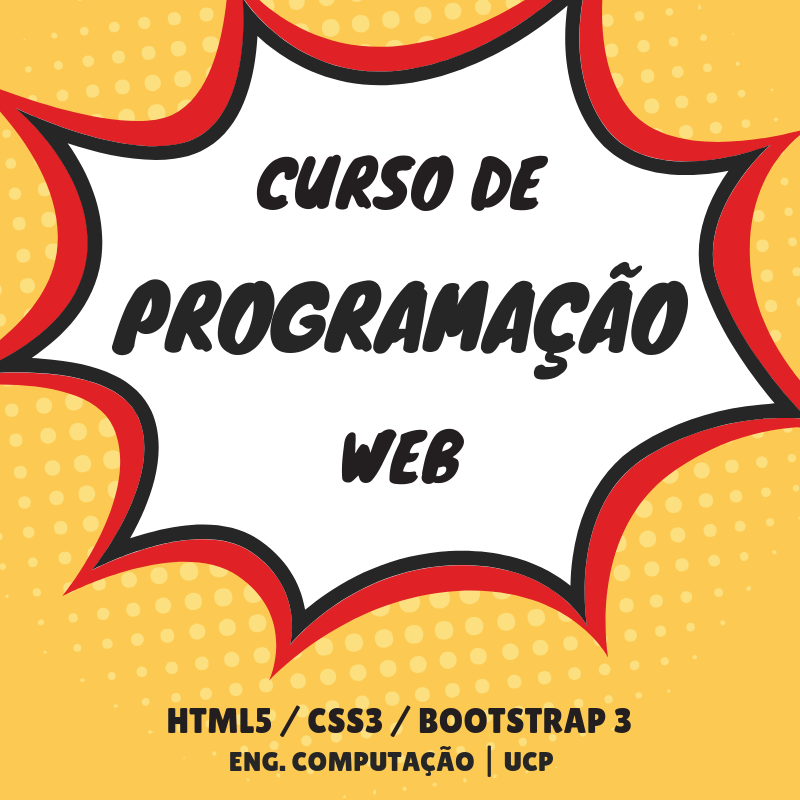 CURSO DE
PROGRAMAÇÃO
WEB
HTML5 / CSS3 / BOOTSTRAP 3
ENG. COMPUTAÇÃO | UCP